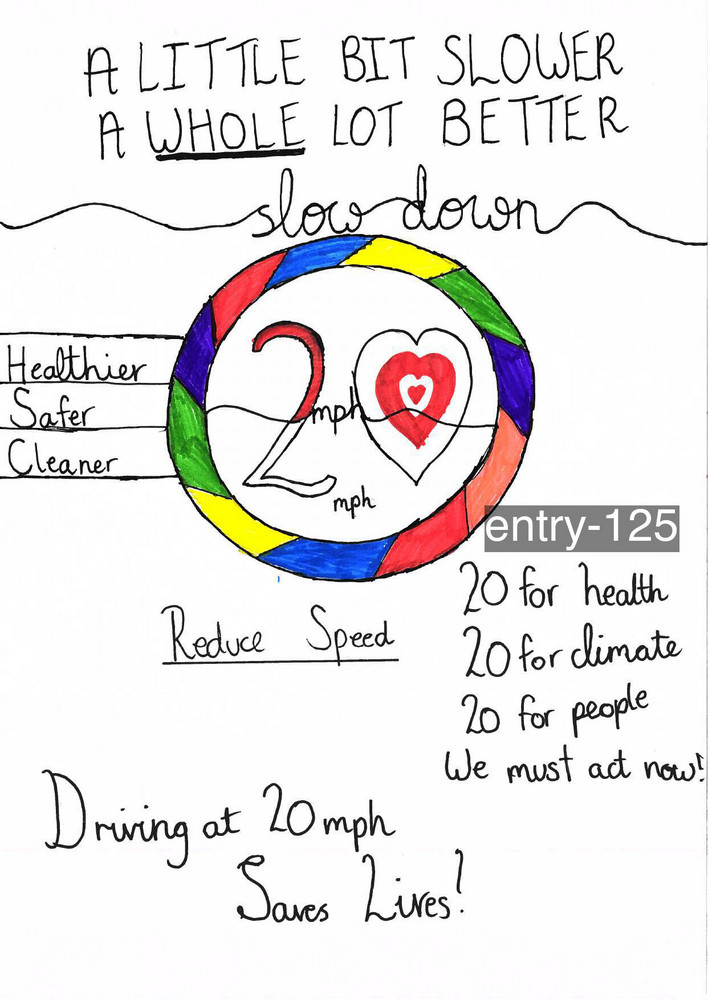 A LITTLE BIT SLOWER
A WHOLE LOT BETTER
slow down
Healthier
Safer
Cleaner
20
mph
mph
entry-125
20 for health
20 for climate
20 for people
We must act now!
Reduce Speed
Driving at 20 mph
Saves Lives!